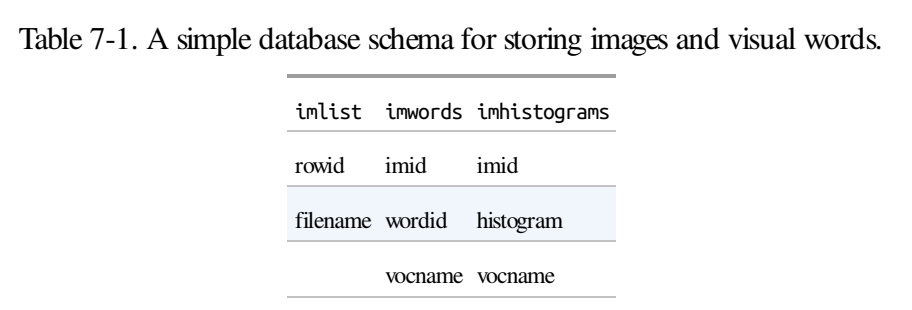 Table 7-1. A simple database schema for storing images and visual words.
imlist imwords imhistograms
rowid imid imid
filename wordid histogram
vocname vocname